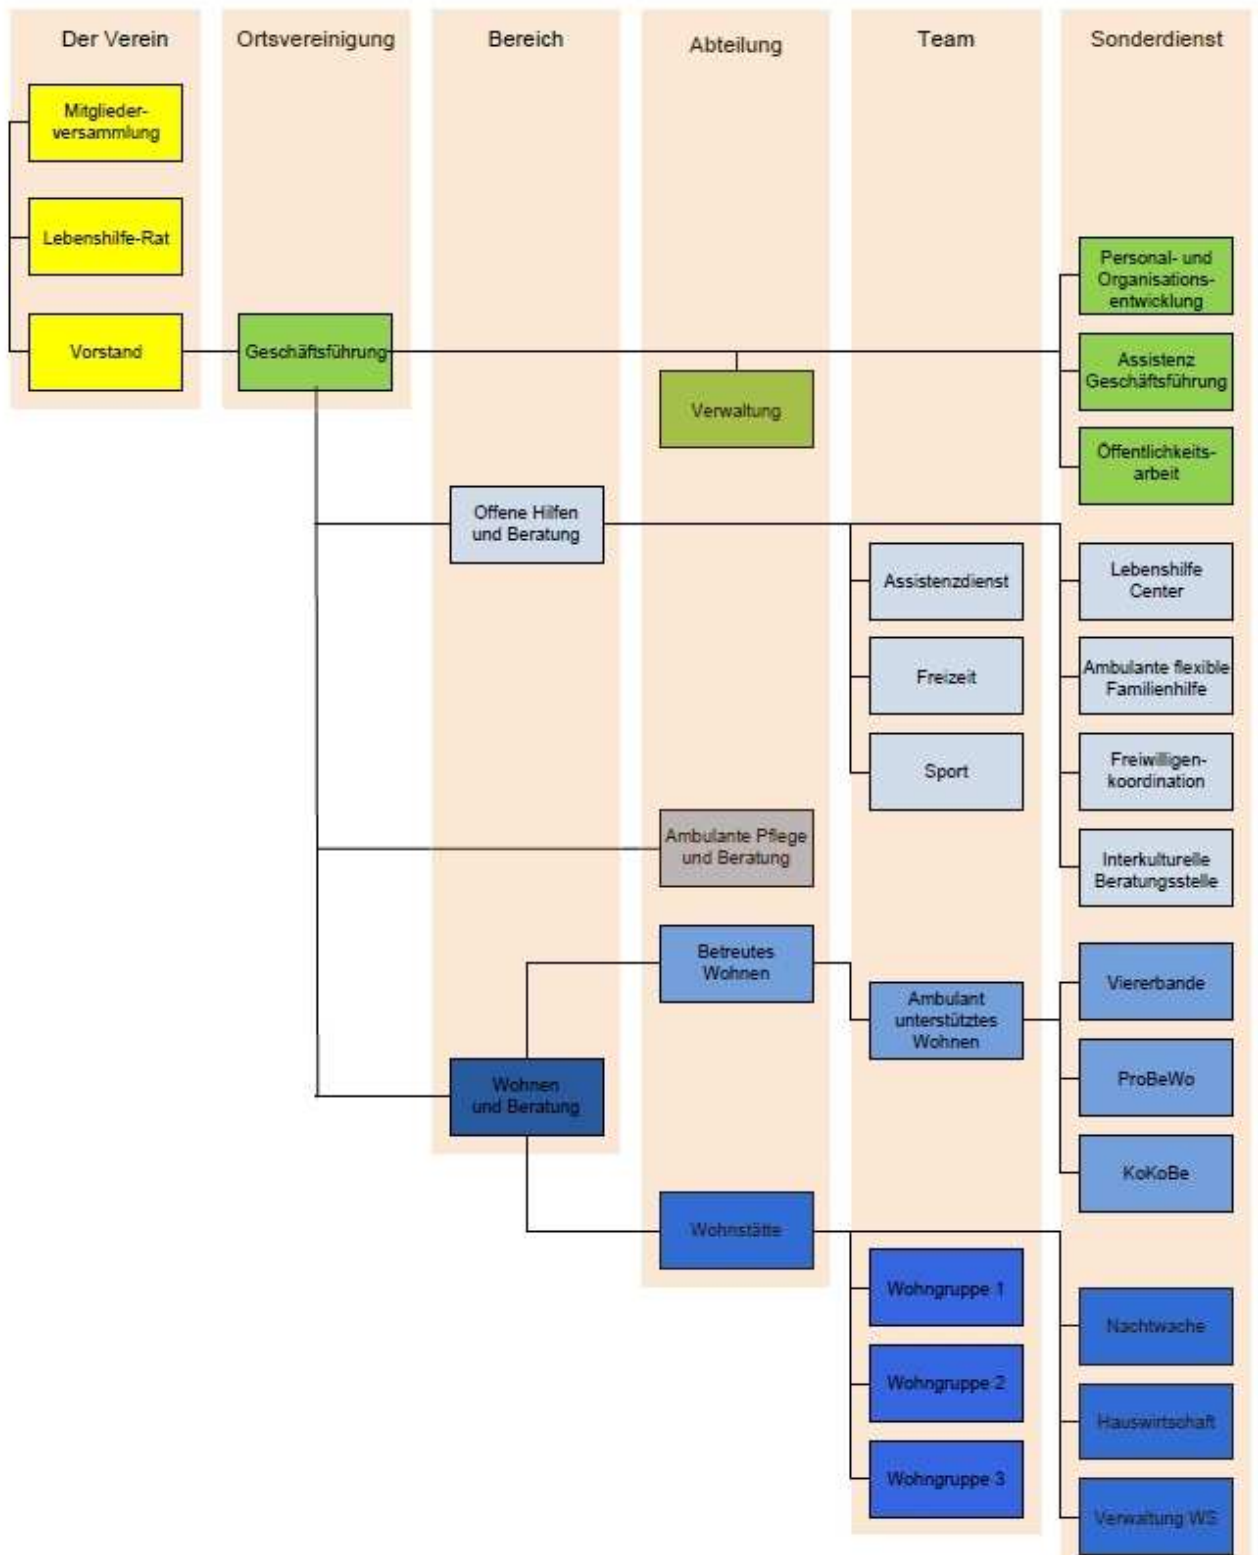 Der Verein
Ortsvereinigung
Bereich
Abteilung
Team
Sonderdienst
Mitglieder-
versammlung
Lebenshilfe-Rat
Vorstand
Geschäftsführung
Verwaltung
Personal- und
Organisations-
entwicklung
Assistenz
Geschäftsführung
Öffentlichkeits-
arbeit
Offene Hilfen
und Beratung
Assistenzdienst
Freizeit
Sport
Lebenshilfe
Center
Ambulante flexible
Familienhilfe
Freiwilligen-
koordination
Interkulturelle
Beratungsstelle
Ambulante Pflege
und Beratung
Wohnen
und Beratung
Betreutes
Wohnen
Ambulant
unterstütztes
Wohnen
Viererbande
ProBeWo
KoKoBe
Wohnstätte
Wohngruppe 1
Wohngruppe 2
Wohngruppe 3
Nachtwache
Hauswirtschaft
Verwaltung WS